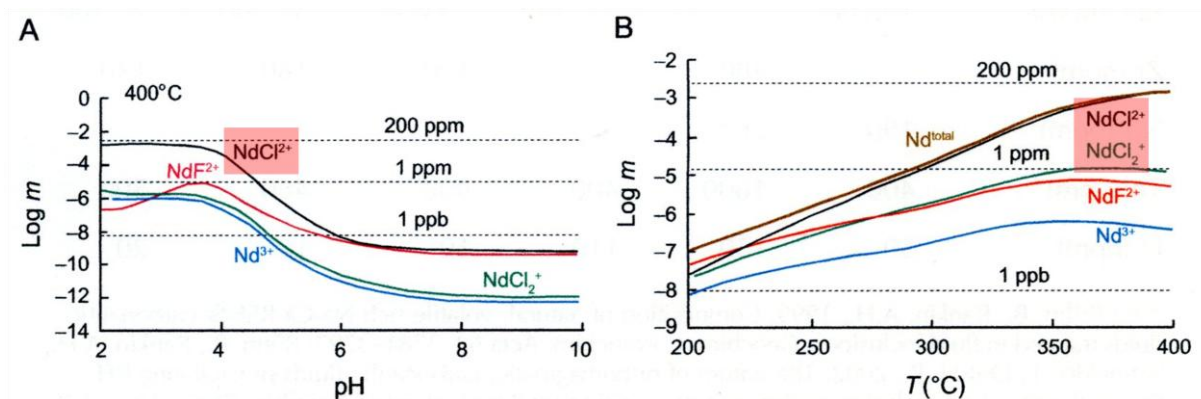 A
400°C
0
−2
−4
−6
−8
−10
−12
−14
Log m
200 ppm
NdCl²⁺
NdF²⁺
1 ppm
1 ppb
Nd³⁺
NdCl₂⁺
2
4
6
8
10
pH
B
−2
−3
−4
−5
−6
−7
−8
−9
Log m
200 ppm
NdCl²⁺
Ndᵗᵒᵗᵃˡ
1 ppm
NdCl₂⁺
NdF²⁺
Nd³⁺
1 ppb
200
250
300
350
400
T (°C)